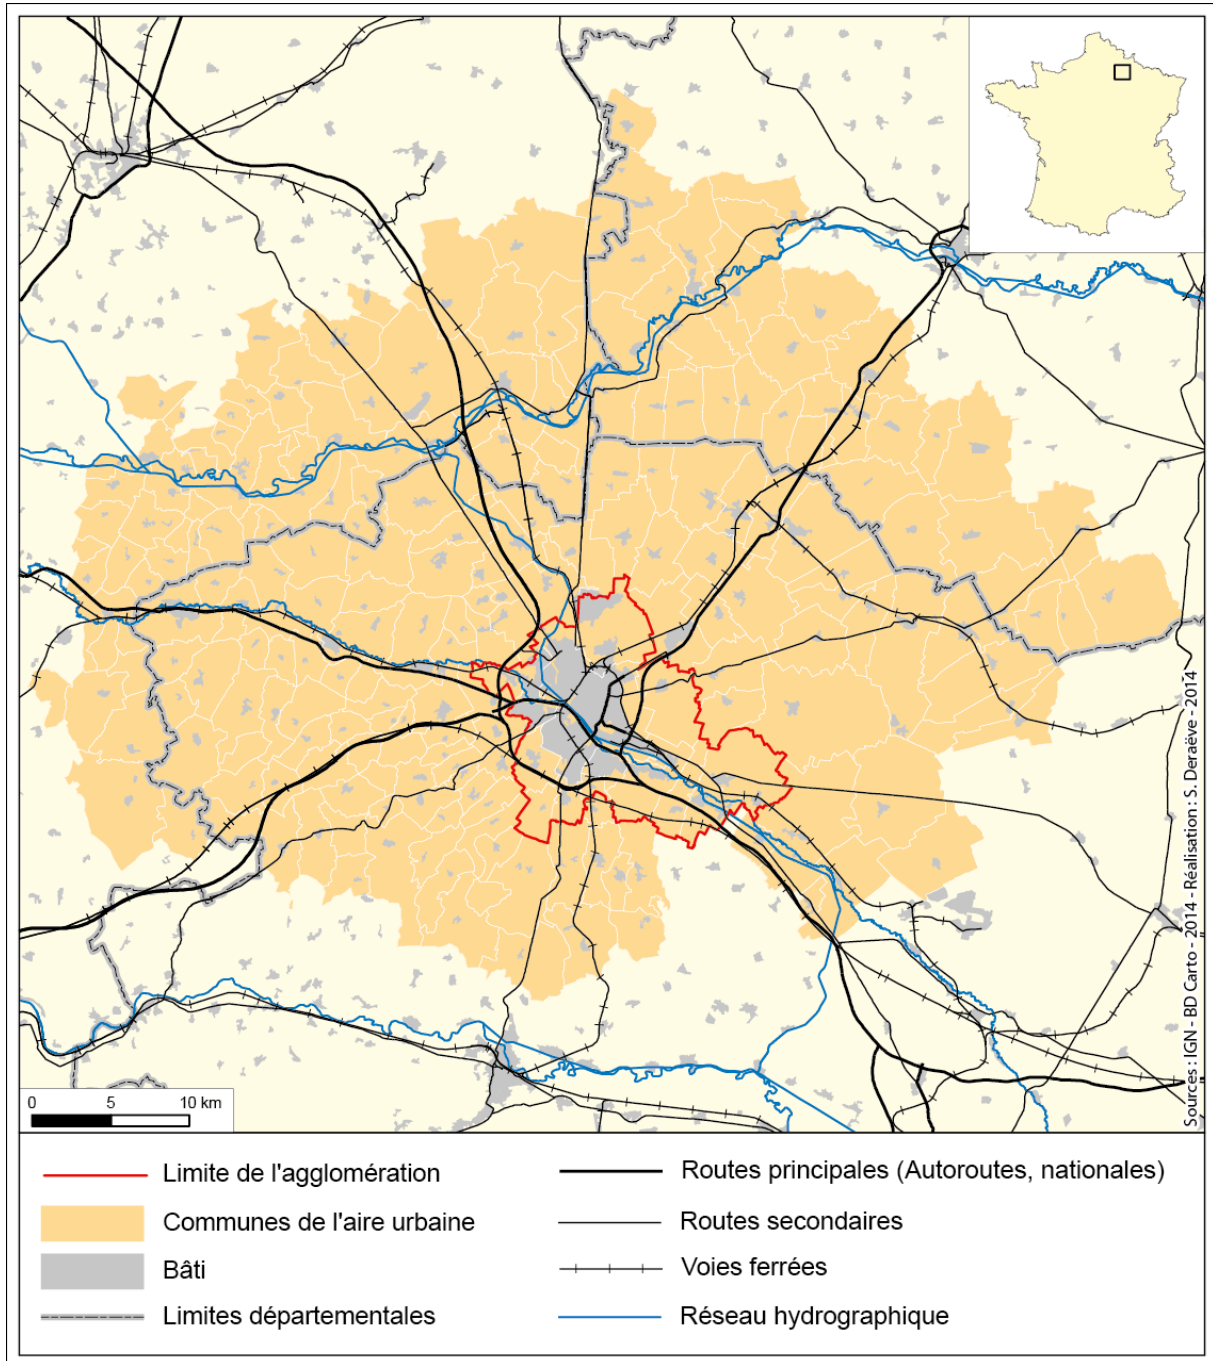 0 5 10 km
Sources : IGN - BD Carto - 2014 - Réalisation : S. Deraëve - 2014
Limite de l'agglomération
Communes de l'aire urbaine
Bâti
Limites départementales
Routes principales (Autoroutes, nationales)
Routes secondaires
Voies ferrées
Réseau hydrographique